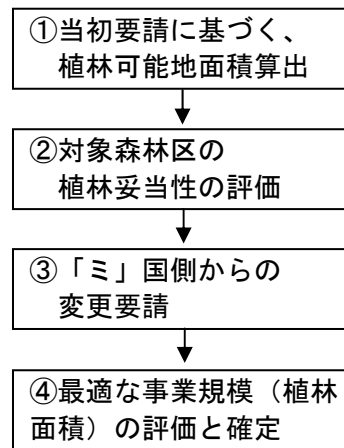 ①当初要請に基づく、
植林可能地面積算出
②対象森林区の
植林妥当性の評価
③「ミ」国側からの
変更要請
④最適な事業規模（植林
面積）の評価と確定